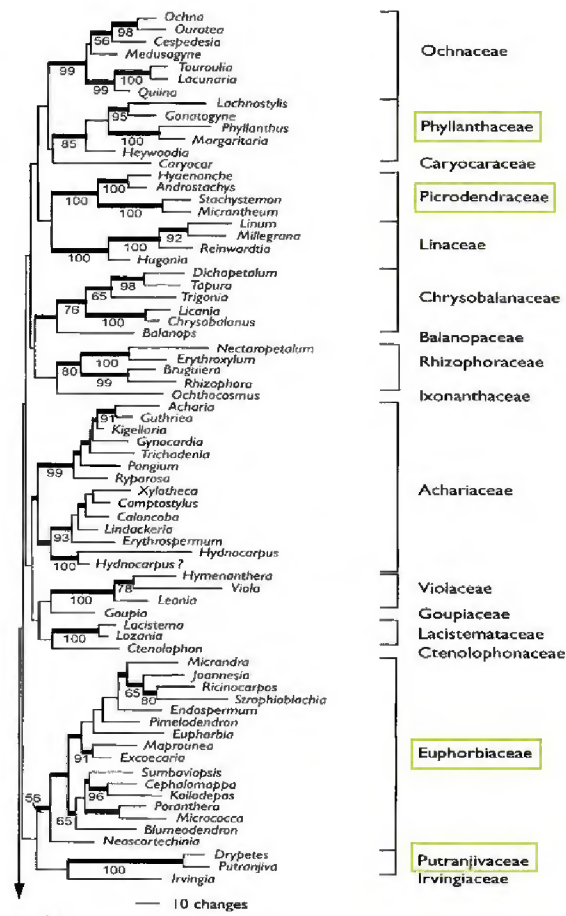 Ochna
98
Ouratea
56
Cespedesia
Medusagyne
99
Touroulia
100
Lacunaria
99
Quiina
Ochnaceae
Lachnostylis
95
Gonatogyne
Phyllanthus
100
Margaritaria
85
Heywoodia
Phyllanthaceae
Caryocar
Caryocaraceae
Hyaenanche
100
Androstachys
100
Stachystemon
100
Micrantheum
Picrodendraceae
Linum
92
Millegrana
100
Reinwardtia
100
Hugonia
Linaceae
Dichapetalum
98
Tapura
65
Trigonia
76
Licania
100
Chrysobalanus
Chrysobalanaceae
Balanops
Balanopaceae
Nectaropetalum
100
Erythroxylum
80
Bruguiera
99
Rhizophora
Rhizophoraceae
Ochthocosmus
Ixonanthaceae
Acharia
91
Guthriea
Kigellaria
Gynocardia
Trichadenia
Pangium
99
Ryparosa
Xylotheca
Camptostylus
Caloncoba
Lindackeria
93
Erythrospermum
Hydnocarpus
100
Hydnocarpus ?
Achariaceae
Hymenanthera
78
Viola
100
Leonia
Violaceae
Goupia
Goupiaceae
Lacistema
100
Lozania
Lacistemataceae
Ctenolophon
Ctenolophonaceae
Micrandra
Joannesia
65
Ricinocarpos
80
Strophioblachia
Endospermum
Pimelodendron
Euphorbia
Maprounea
91
Excoecaria
Sumbaviopsis
Cephalomappa
96
Koilodepas
Poranthera
Micrococca
65
Blumeodendron
56
Neoscortechinia
Euphorbiaceae
Drypetes
100
Putranjiva
Putranjivaceae
Irvingia
Irvingiaceae
10 changes